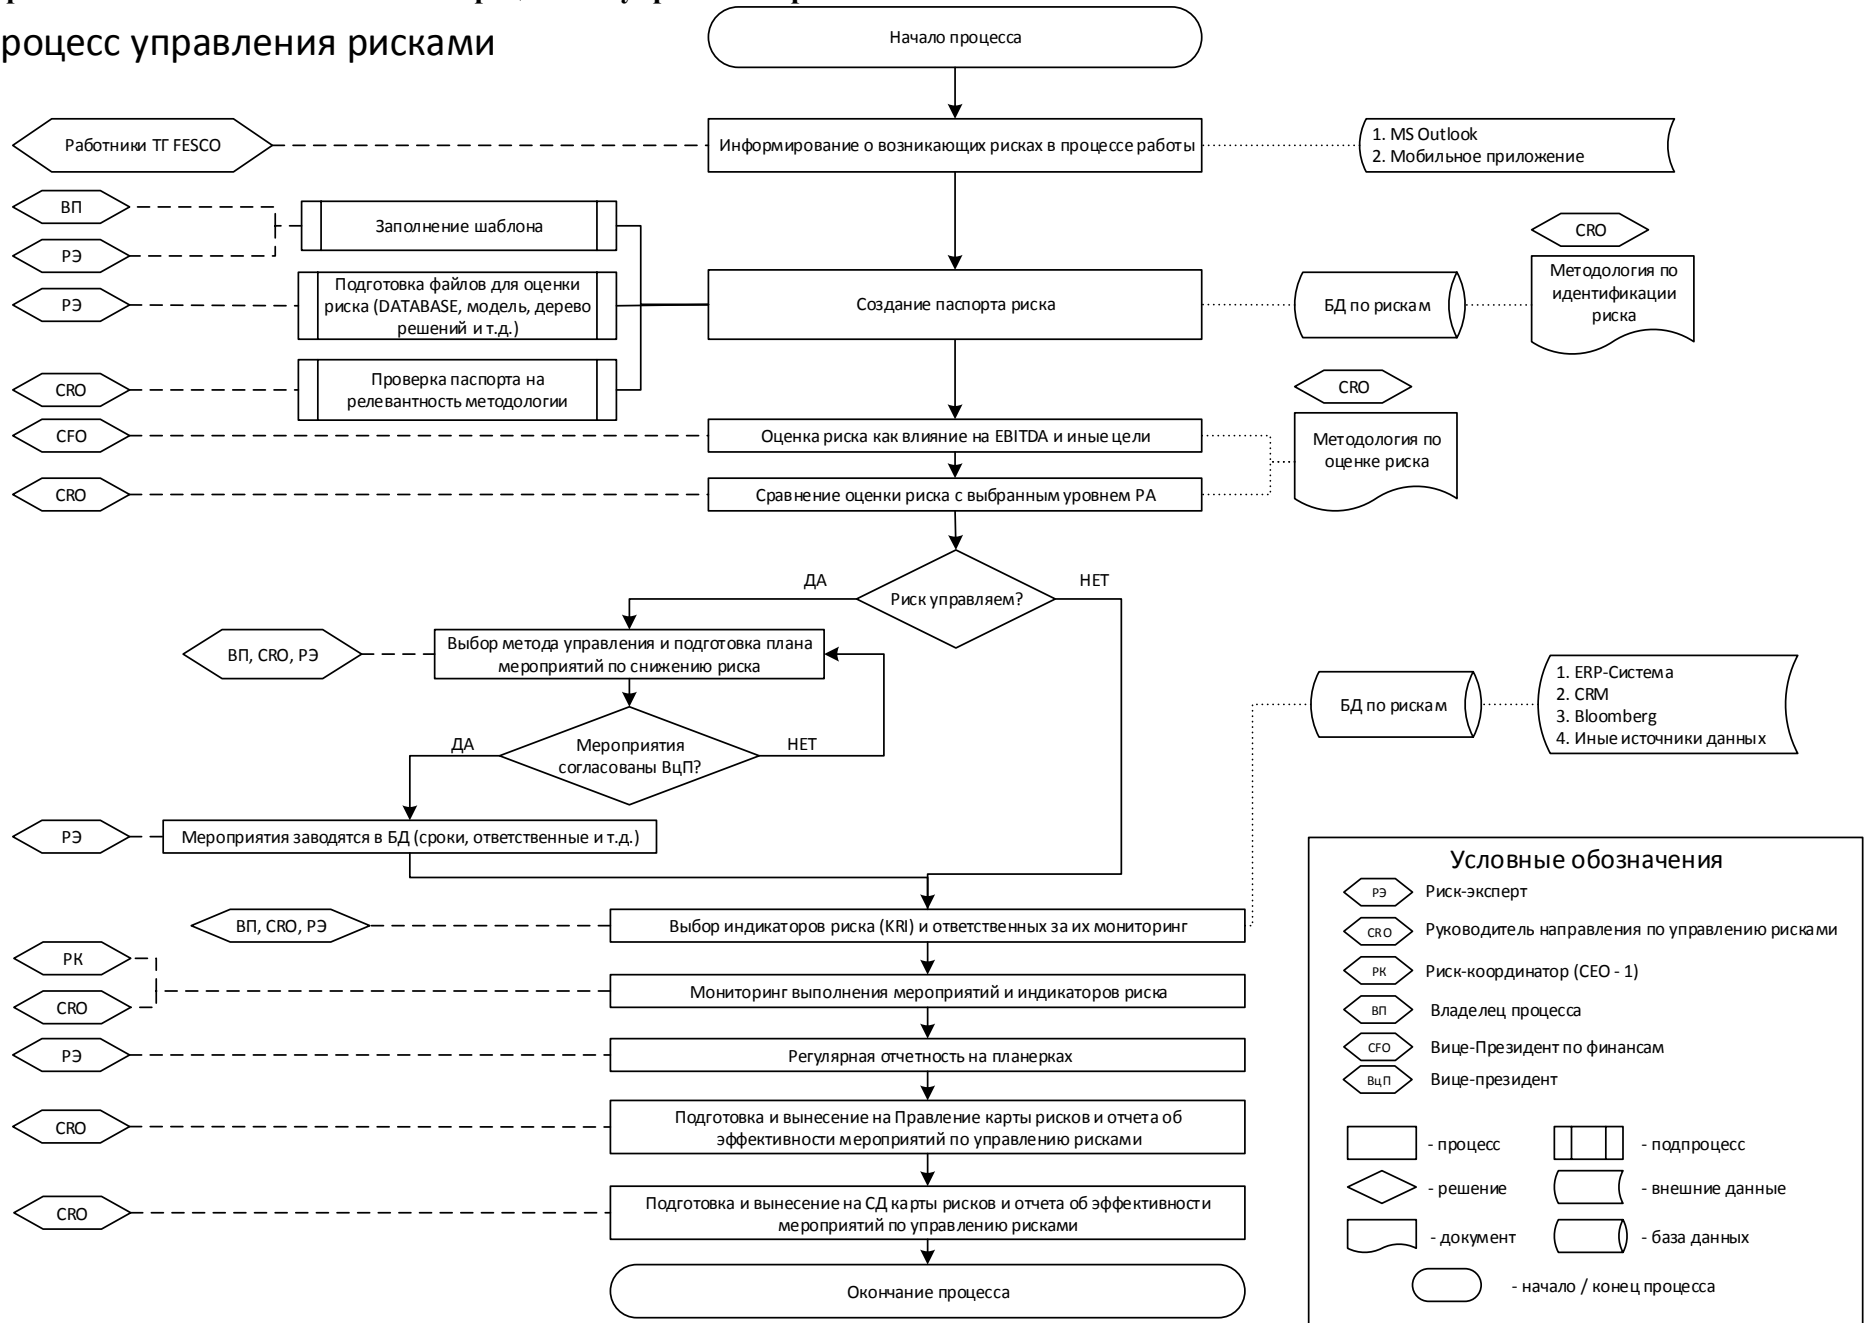 роцесс управления рисками
Начало процесса
Работники ТГ FESCO
Информирование о возникающих рисках в процессе работы
1. MS Outlook
2. Мобильное приложение
ВП
РЭ
Заполнение шаблона
CRO
Методология по
идентификации
риска
РЭ
Подготовка файлов для оценки
риска (DATABASE, модель, дерево
решений и т.д.)
Создание паспорта риска
БД по рискам
CRO
Проверка паспорта на
релевантность методологии
CRO
CFO
Оценка риска как влияние на EBITDA и иные цели
Методология по
оценке риска
CRO
Сравнение оценки риска с выбранным уровнем РА
ДА
Риск управляем?
НЕТ
ВП, CRO, РЭ
Выбор метода управления и подготовка плана
мероприятий по снижению риска
БД по рискам
1. ERP-Система
2. CRM
3. Bloomberg
4. Иные источники данных
ДА
Мероприятия
согласованы ВцП?
НЕТ
РЭ
Мероприятия заводятся в БД (сроки, ответственные и т.д.)
ВП, CRO, РЭ
Выбор индикаторов риска (KRI) и ответственных за их мониторинг
РК
CRO
Мониторинг выполнения мероприятий и индикаторов риска
РЭ
Регулярная отчетность на планерках
CRO
Подготовка и вынесение на Правление карты рисков и отчета об
эффективности мероприятий по управлению рисками
CRO
Подготовка и вынесение на СД карты рисков и отчета об эффективности
мероприятий по управлению рисками
Окончание процесса
Условные обозначения
РЭ Риск-эксперт
CRO Руководитель направления по управлению рисками
РК Риск-координатор (CEO - 1)
ВП Владелец процесса
CFO Вице-Президент по финансам
ВцП Вице-президент
- процесс
- подпроцесс
- решение
- внешние данные
- документ
- база данных
- начало / конец процесса